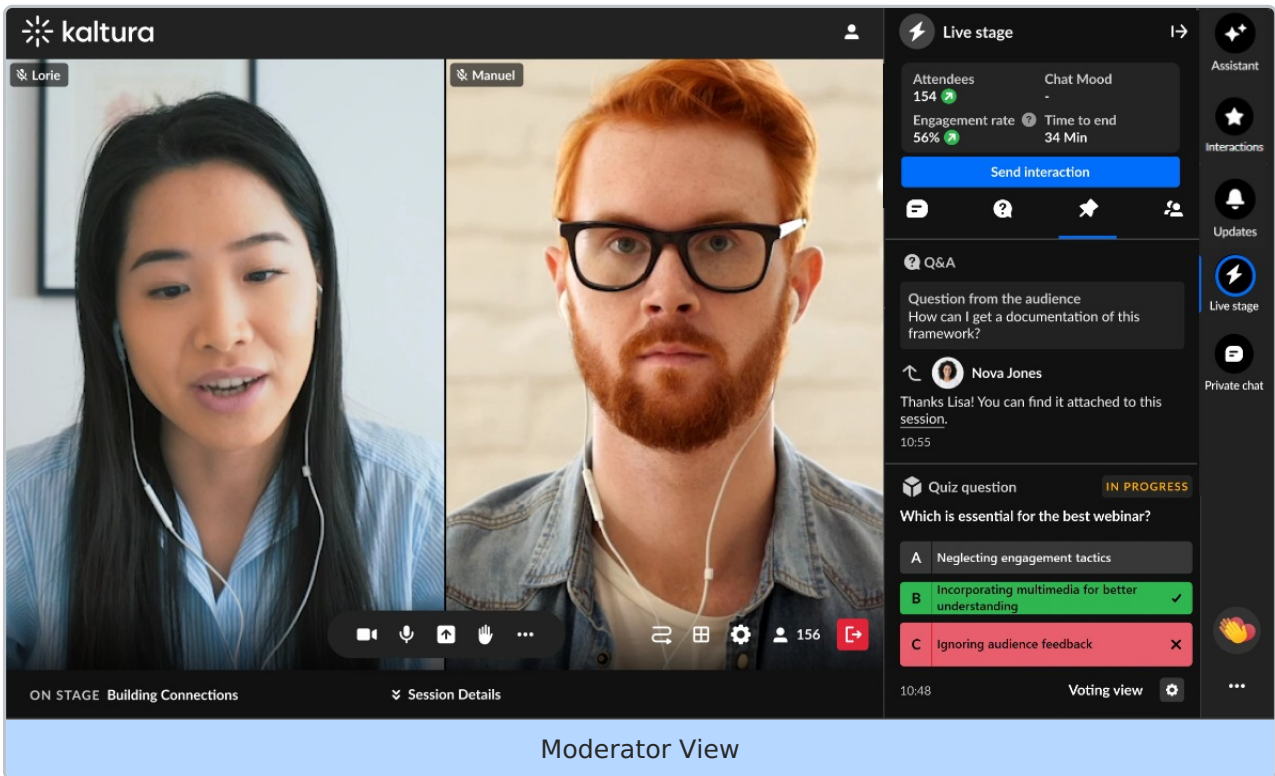 kaltura
Lorie
Manuel
156
ON STAGE Building Connections
Session Details
Live stage
Attendees
154
Chat Mood
-
Engagement rate ?
56%
Time to end
34 Min
Send interaction
?
? Q&A
Question from the audience
How can I get a documentation of this
framework?
Nova Jones
Thanks Lisa! You can find it attached to this
session.
10:55
Quiz question
IN PROGRESS
Which is essential for the best webinar?
A Neglecting engagement tactics
B Incorporating multimedia for better
understanding
C Ignoring audience feedback
10:48
Voting view
Assistant
Interactions
Updates
Live stage
Private chat
Moderator View